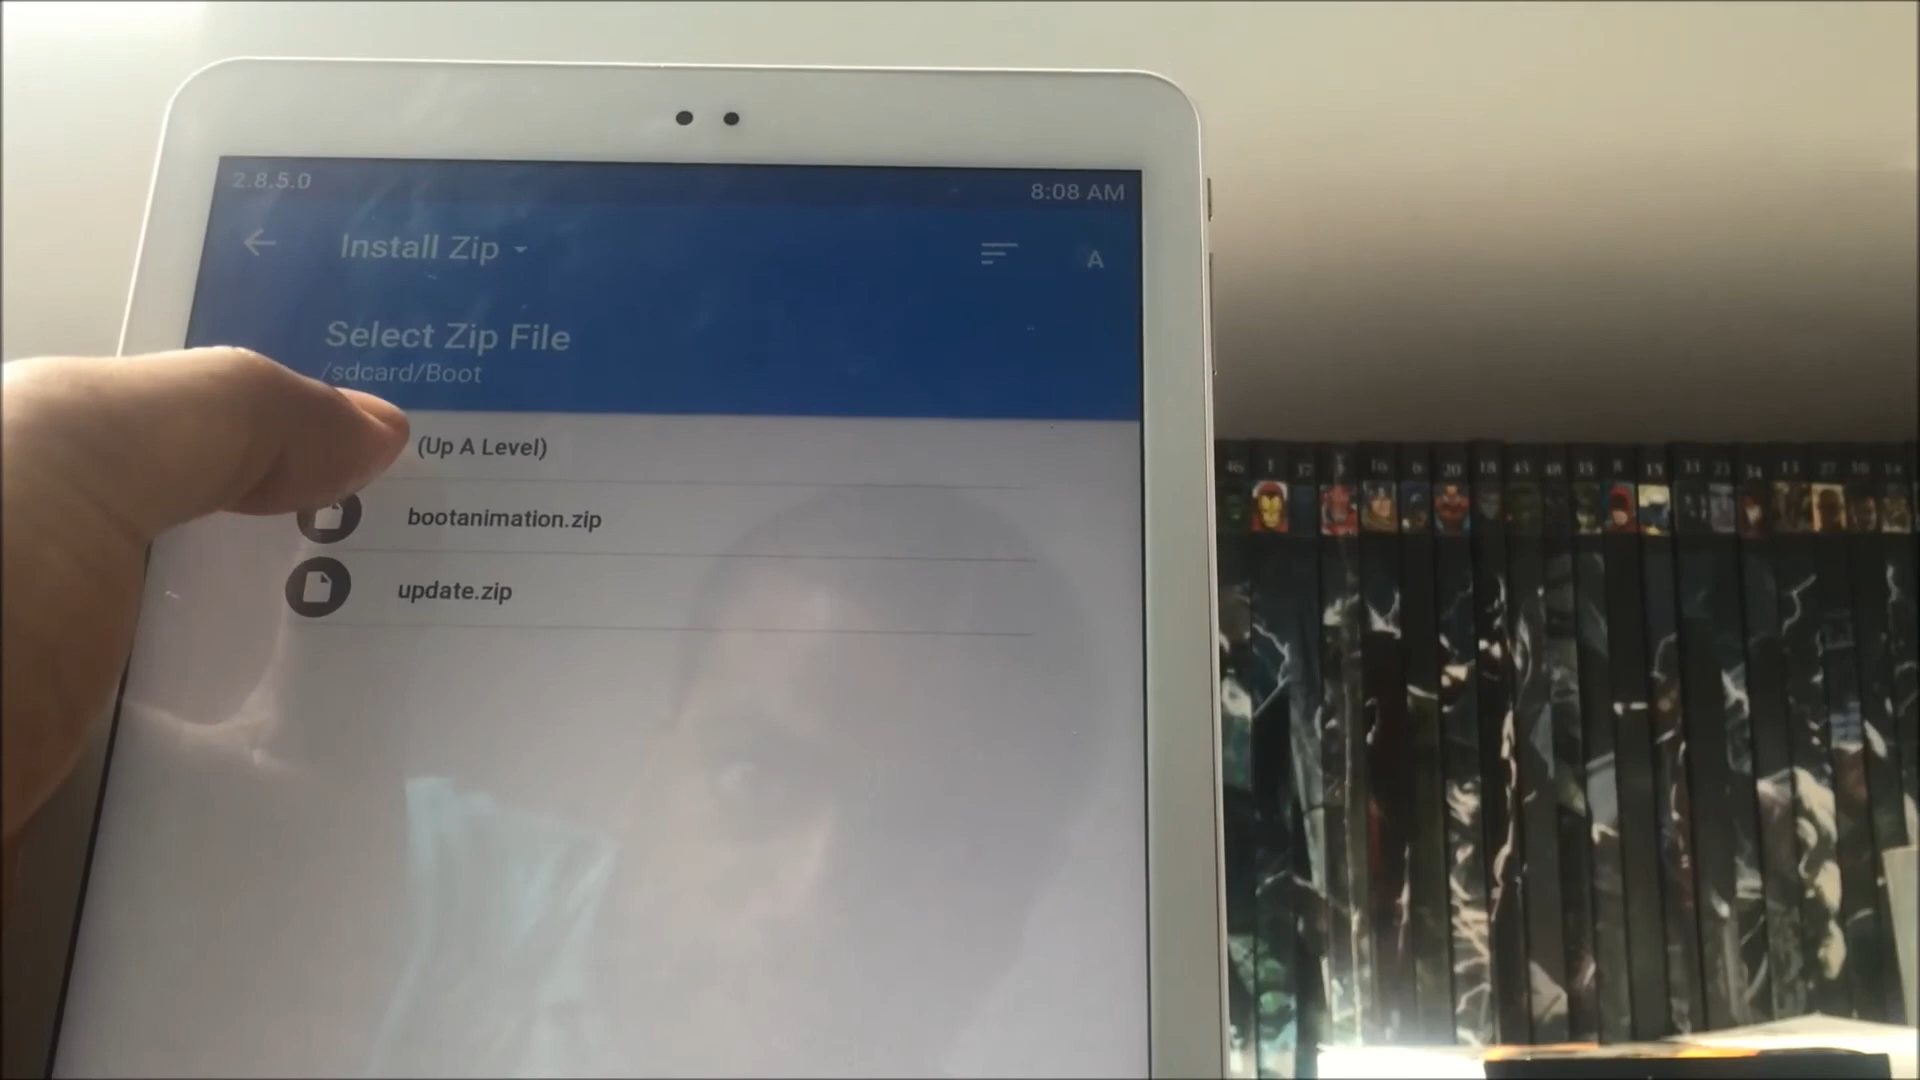 2.8.5.0
8:08 AM
Install Zip
A
Select Zip File
/sdcard/Boot
(Up A Level)
bootanimation.zip
update.zip